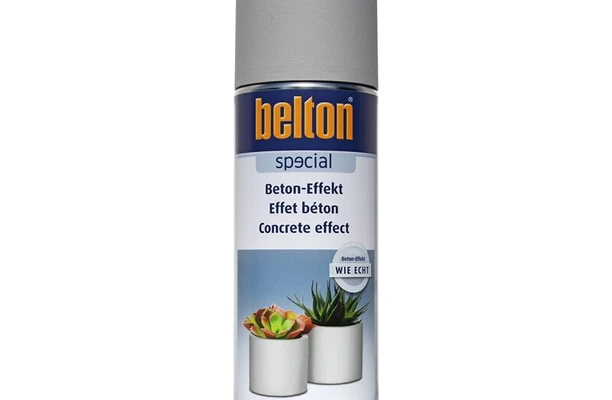 belton®
special
Beton-Effekt
Effet béton
Concrete effect
Beton-Effekt
WIE ECHT